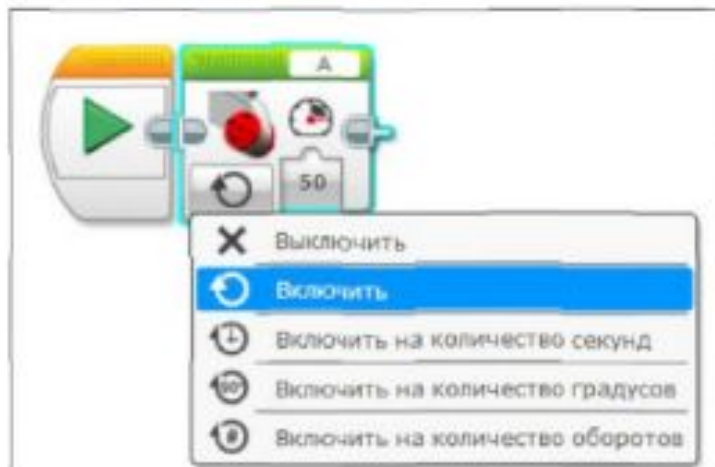 A
50
Выключить
Включить
Включить на количество секунд
Включить на количество градусов
Включить на количество оборотов